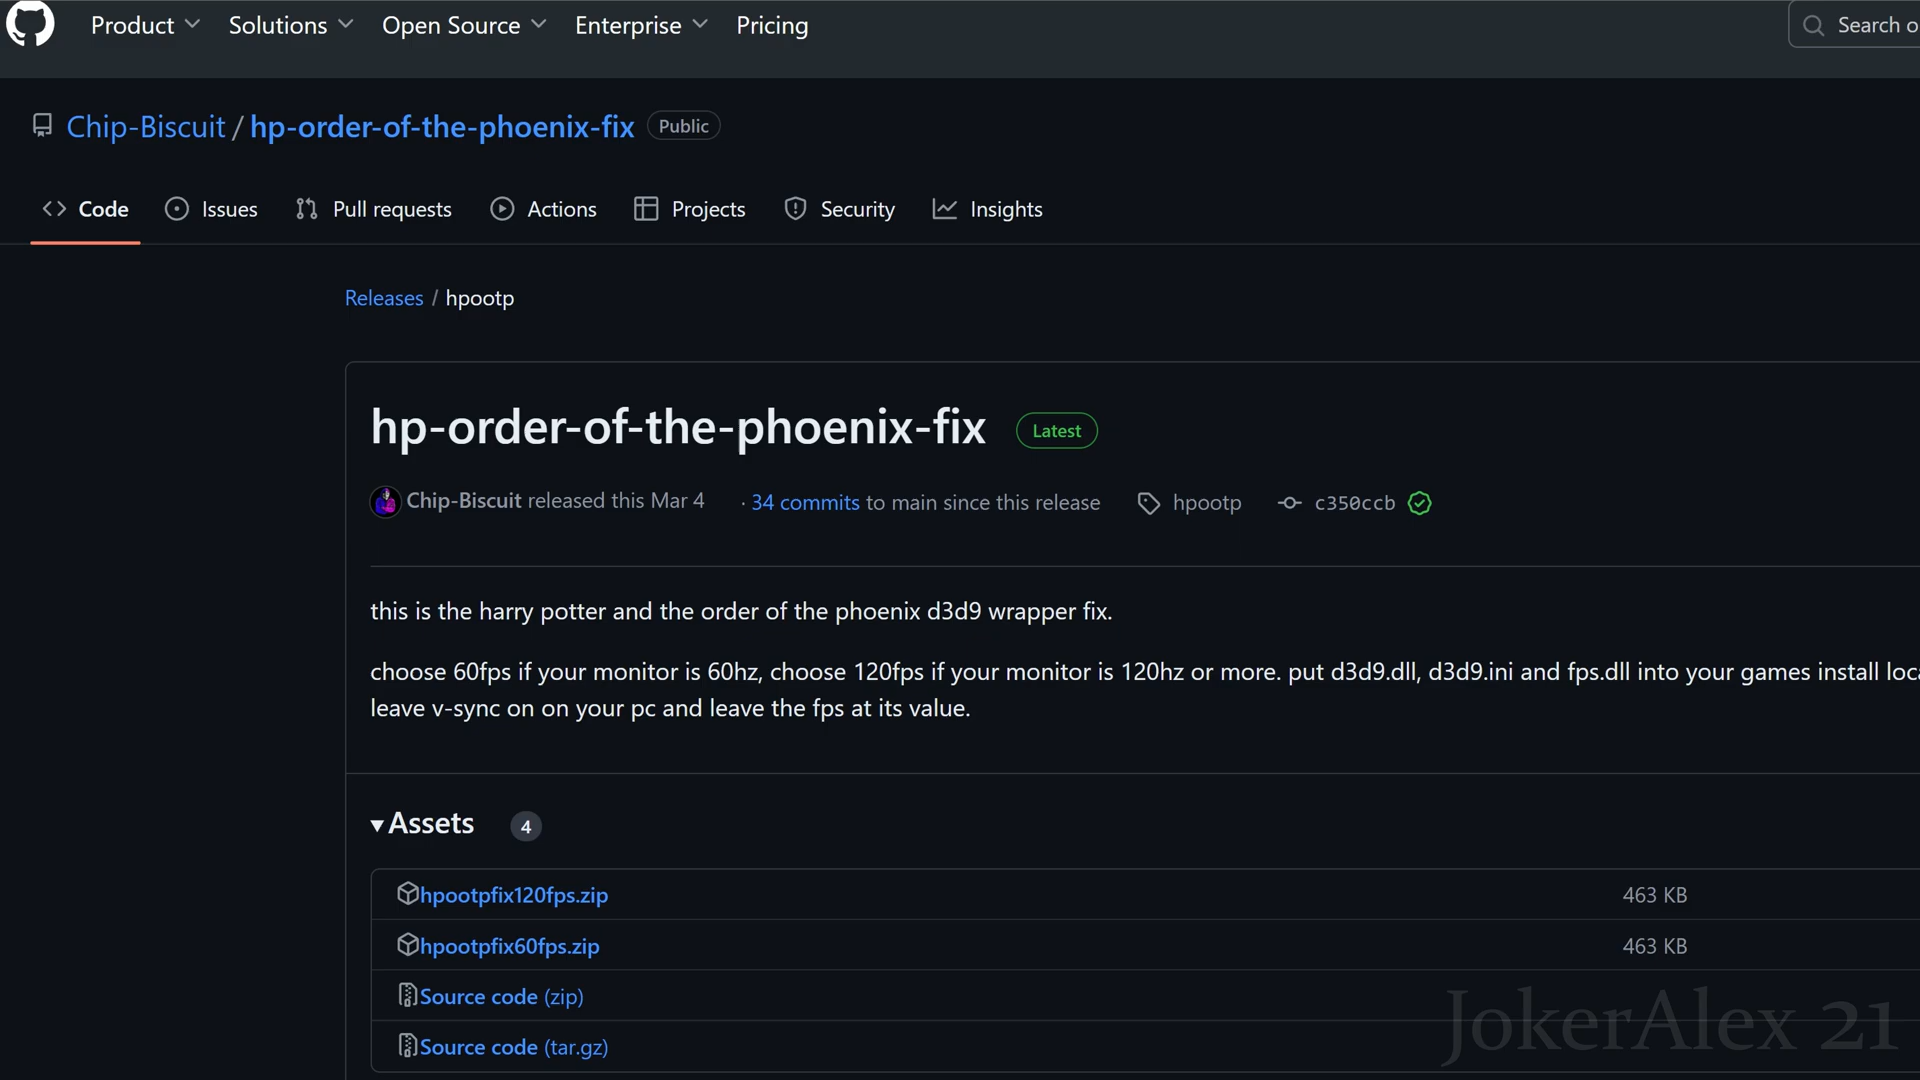 Product Solutions Open Source Enterprise Pricing Search o
Chip-Biscuit / hp-order-of-the-phoenix-fix Public
Code Issues Pull requests Actions Projects Security Insights
Releases / hpootp
hp-order-of-the-phoenix-fix Latest
Chip-Biscuit released this Mar 4 · 34 commits to main since this release hpootp c350ccb
this is the harry potter and the order of the phoenix d3d9 wrapper fix.
choose 60fps if your monitor is 60hz, choose 120fps if your monitor is 120hz or more. put d3d9.dll, d3d9.ini and fps.dll into your games install loca
leave v-sync on on your pc and leave the fps at its value.
Assets 4
hpootpfix120fps.zip 463 KB
hpootpfix60fps.zip 463 KB
Source code (zip)
Source code (tar.gz)
JokerAlex 21